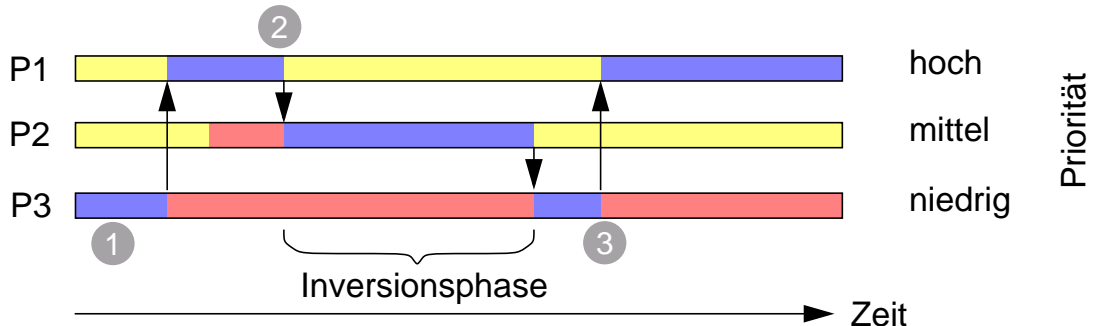 2
P1
hoch
P2
mittel
P3
niedrig
1
3
Inversionsphase
Zeit
Priorität